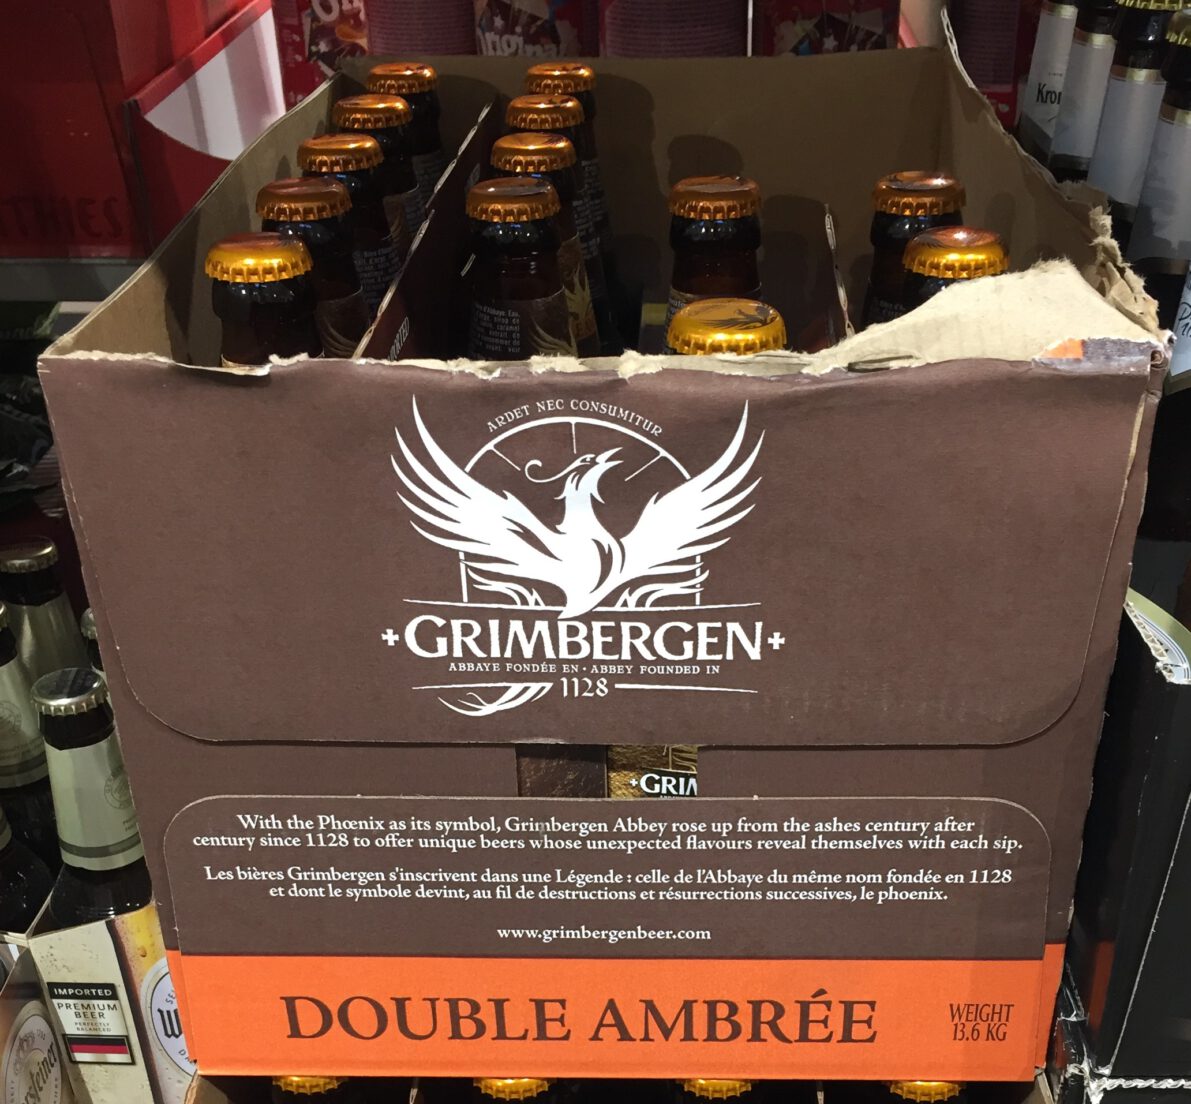 Kro
ARDET NEC CONSUMITUR
GRIMBERGEN
ABBAYE FONDÉE EN · ABBEY FOUNDED IN
1128
GRIM
With the Phœnix as its symbol, Grimbergen Abbey rose up from the ashes century after
century since 1128 to offer unique beers whose unexpected flavours reveal themselves with each sip.
Les bières Grimbergen s'inscrivent dans une Légende : celle de l'Abbaye du même nom fondée en 1128
et dont le symbole devint, au fil de destructions et résurrections successives, le phoenix.
www.grimbergenbeer.com
DOUBLE AMBRÉE
WEIGHT
13.6 KG
IMPORTED
PREMIUM
BEER
PERFECTLY
BALANCED